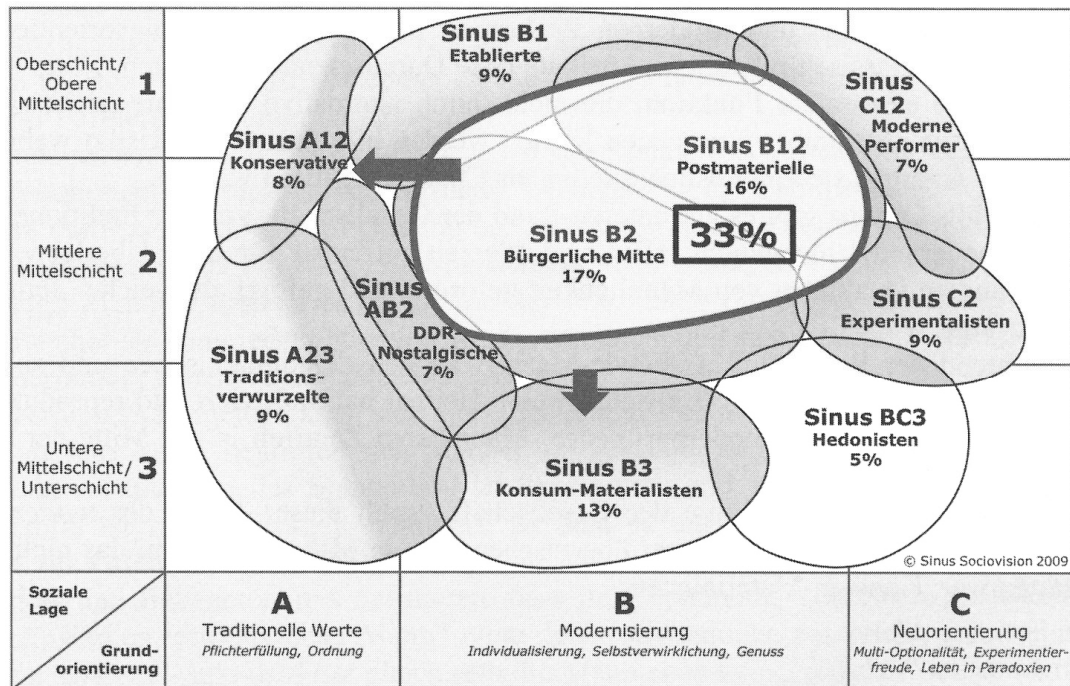 Sinus B1
Etablierte
9%
Oberschicht/
Obere
Mittelschicht
1
Sinus
C12
Moderne
Performer
7%
Sinus A12
Konservative
8%
Sinus B12
Postmaterielle
16%
33%
Mittlere
Mittelschicht
2
Sinus B2
Bürgerliche Mitte
17%
Sinus
AB2
DDR-
Nostalgische
7%
Sinus C2
Experimentalisten
9%
Sinus A23
Traditions-
verwurzelte
9%
Sinus BC3
Hedonisten
5%
Untere
Mittelschicht/
Unterschicht
3
Sinus B3
Konsum-Materialisten
13%
© Sinus Sociovision 2009
Soziale
Lage
Grund-
orientierung
A
Traditionelle Werte
Pflichterfüllung, Ordnung
B
Modernisierung
Individualisierung, Selbstverwirklichung, Genuss
C
Neuorientierung
Multi-Optionalität, Experimentier-
freude, Leben in Paradoxien